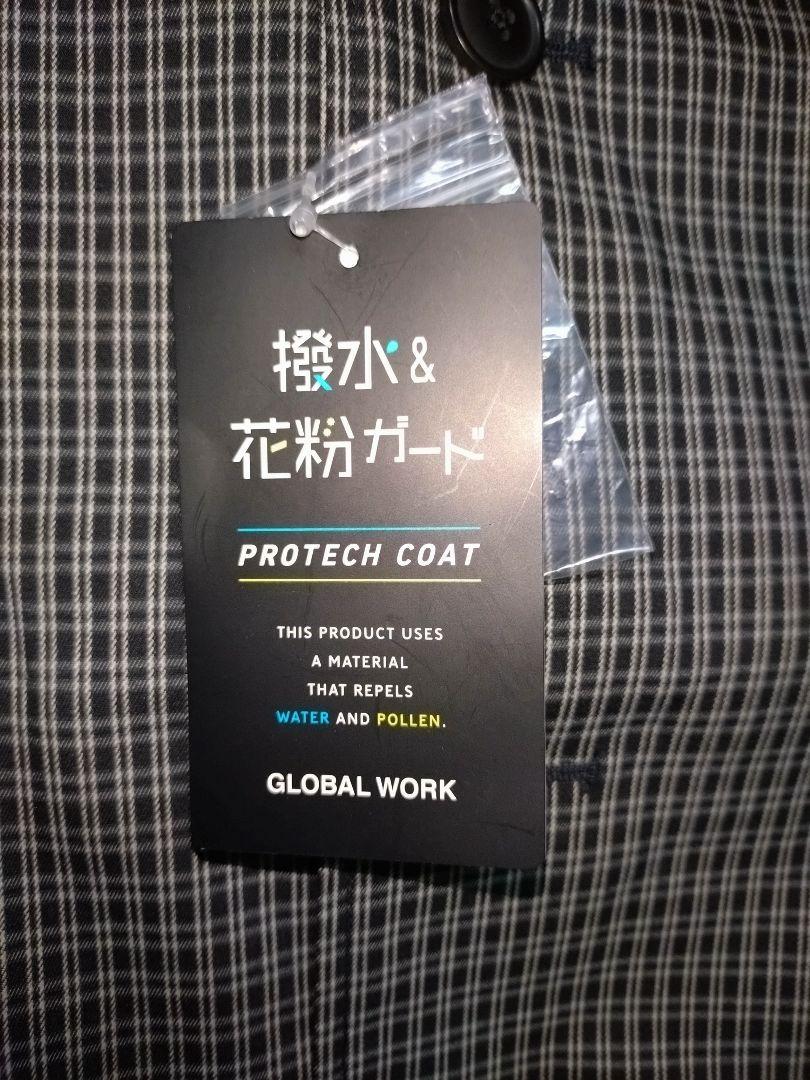 撥水&
花粉ガード
PROTECH COAT
THIS PRODUCT USES
A MATERIAL
THAT REPELS
WATER AND POLLEN.
GLOBAL WORK